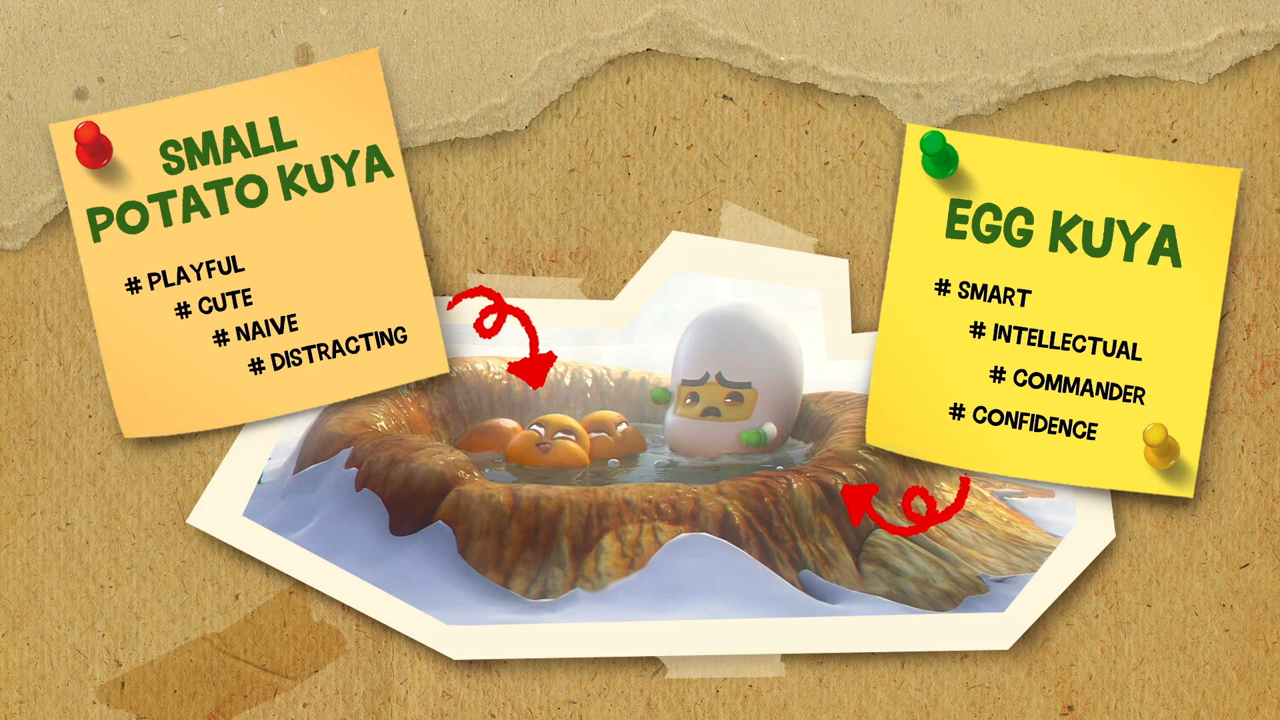 SMALL
POTATO KUYA
# PLAYFUL
# CUTE
# NAIVE
# DISTRACTING
EGG KUYA
# SMART
# INTELLECTUAL
# COMMANDER
# CONFIDENCE